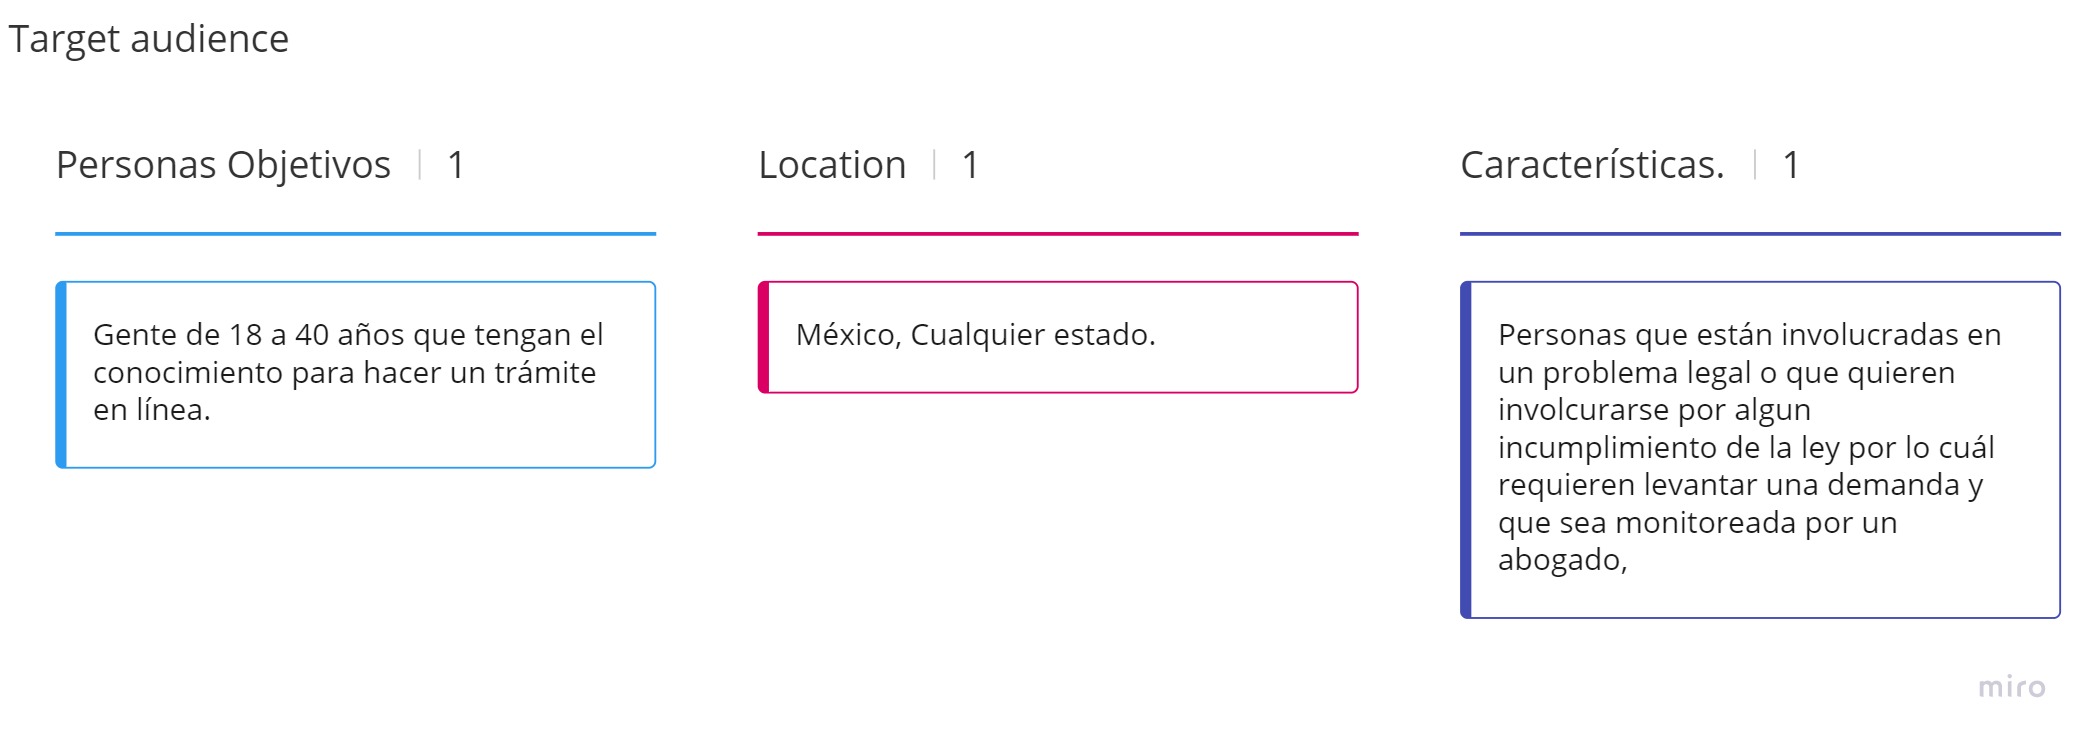 Target audience
Personas Objetivos | 1
Location | 1
Características. | 1
Gente de 18 a 40 años que tengan el
conocimiento para hacer un trámite
en línea.
México, Cualquier estado.
Personas que están involucradas en
un problema legal o que quieren
involcurarse por algun
incumplimiento de la ley por lo cuál
requieren levantar una demanda y
que sea monitoreada por un
abogado,
miro